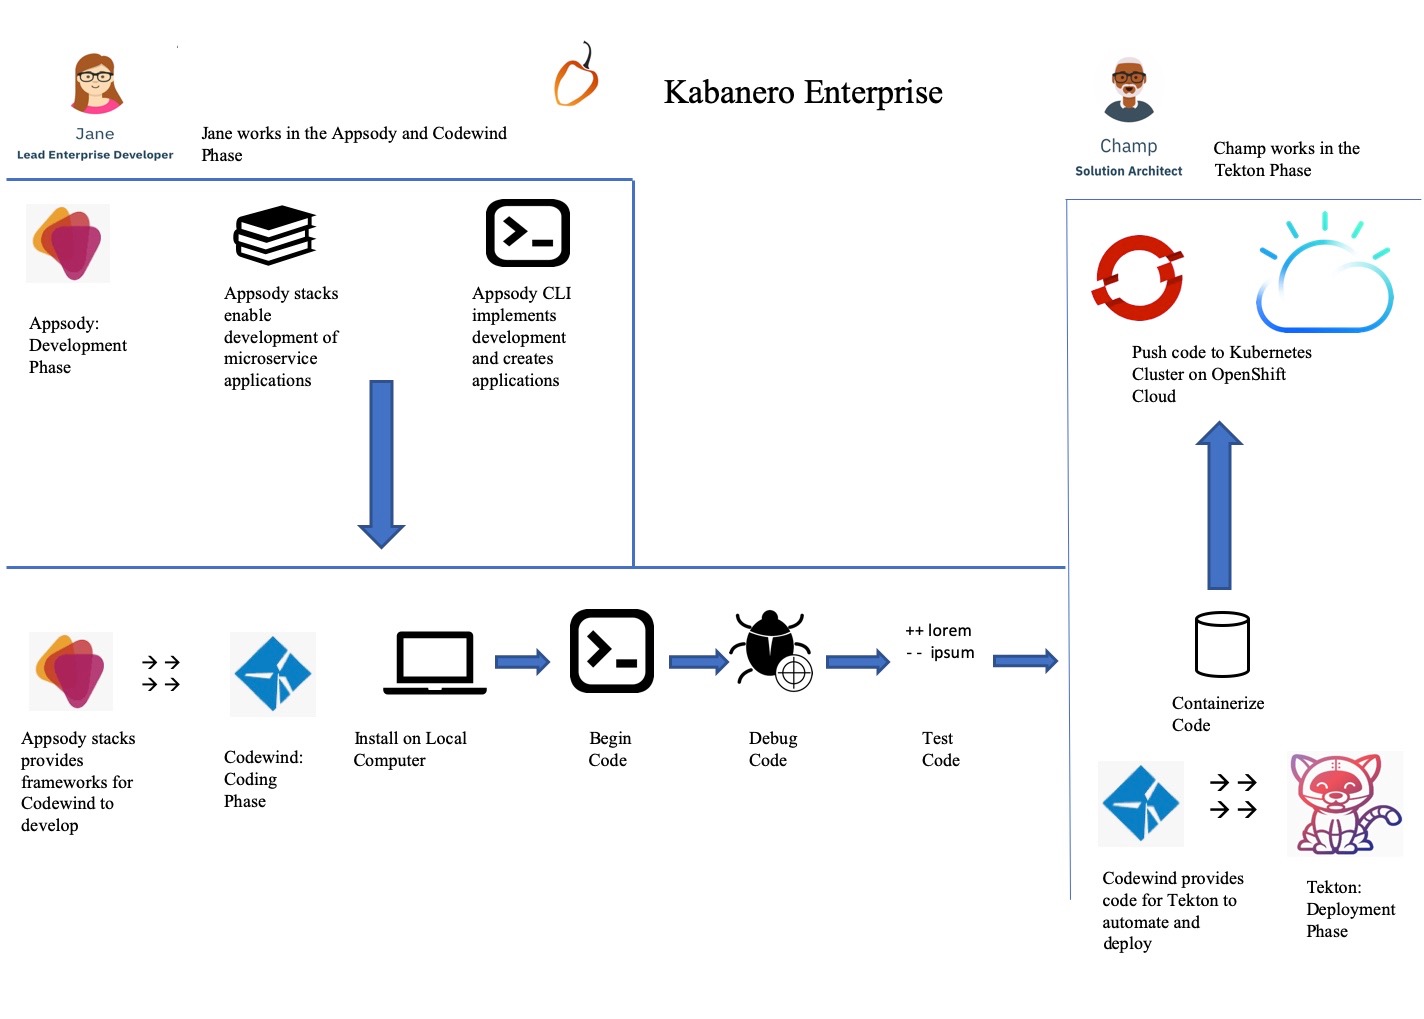 Kabanero Enterprise
Jane
Lead Enterprise Developer
Jane works in the Appsody and Codewind
Phase
Champ
Solution Architect
Champ works in the
Tekton Phase
Appsody:
Development
Phase
Appsody stacks
enable
development of
microservice
applications
Appsody CLI
implements
development
and creates
applications
Push code to Kubernetes
Cluster on OpenShift
Cloud
Appsody stacks
provides
frameworks for
Codewind to
develop
Codewind:
Coding
Phase
Install on Local
Computer
Begin
Code
Debug
Code
++ lorem
-- ipsum
Test
Code
Containerize
Code
Codewind provides
code for Tekton to
automate and
deploy
Tekton:
Deployment
Phase